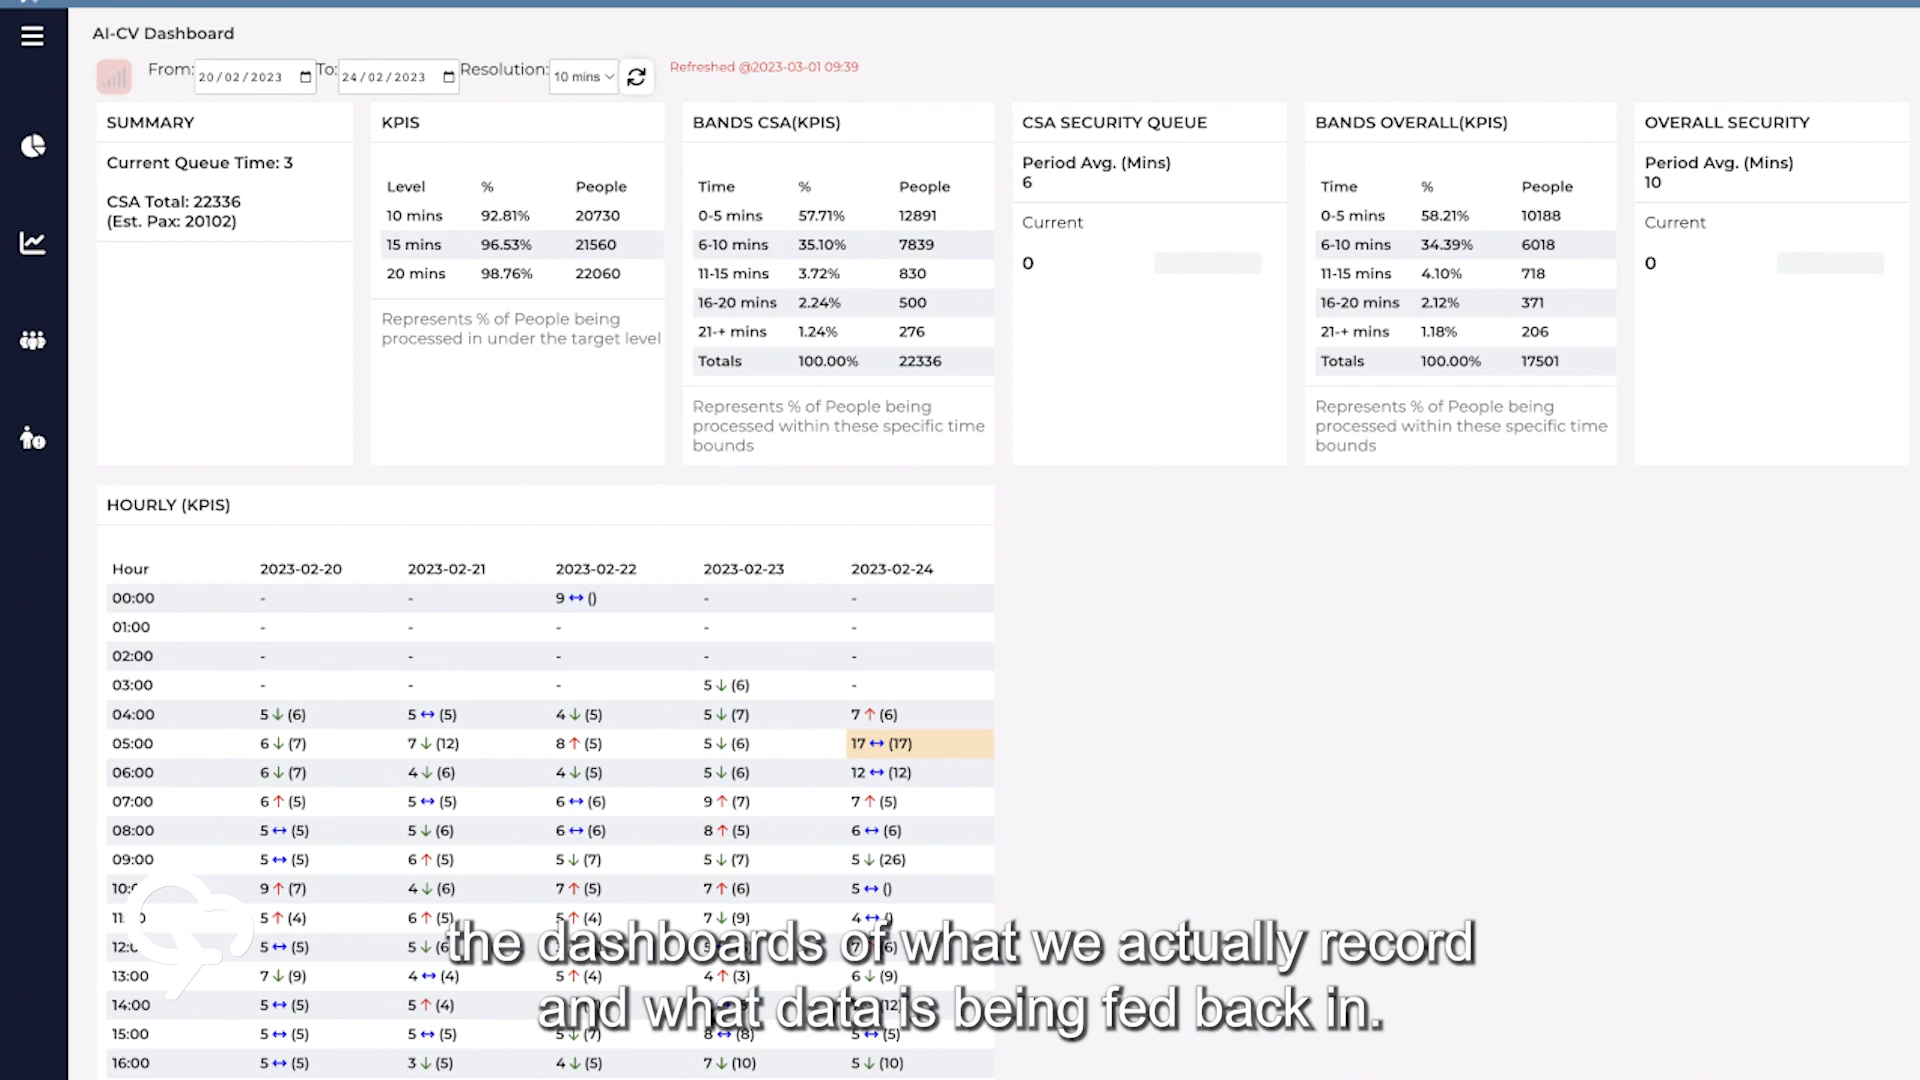 AI-CV Dashboard
From: 20/02/2023 To: 24/02/2023 Resolution: 10 mins Refreshed @2023-03-01 09:39
SUMMARY
Current Queue Time: 3
CSA Total: 22336
(Est. Pax: 20102)
KPIS
Level % People
10 mins 92.81% 20730
15 mins 96.53% 21560
20 mins 98.76% 22060
Represents % of People being
processed in under the target level
BANDS CSA(KPIS)
Time % People
0-5 mins 57.71% 12891
6-10 mins 35.10% 7839
11-15 mins 3.72% 830
16-20 mins 2.24% 500
21-+ mins 1.24% 276
Totals 100.00% 22336
Represents % of People being
processed within these specific time
bounds
CSA SECURITY QUEUE
Period Avg. (Mins)
6
Current
0
BANDS OVERALL(KPIS)
Time % People
0-5 mins 58.21% 10188
6-10 mins 34.39% 6018
11-15 mins 4.10% 718
16-20 mins 2.12% 371
21-+ mins 1.18% 206
Totals 100.00% 17501
Represents % of People being
processed within these specific time
bounds
OVERALL SECURITY
Period Avg. (Mins)
10
Current
0
HOURLY (KPIS)
Hour 2023-02-20 2023-02-21 2023-02-22 2023-02-23 2023-02-24
00:00 - - 9 ↔ () - -
01:00 - - - - -
02:00 - - - - -
03:00 - - - 5 ↓ (6) -
04:00 5 ↓ (6) 5 ↔ (5) 4 ↓ (5) 5 ↓ (7) 7 ↑ (6)
05:00 6 ↓ (7) 7 ↓ (12) 8 ↑ (5) 5 ↓ (6) 17 ↔ (17)
06:00 6 ↓ (7) 4 ↓ (6) 4 ↓ (5) 5 ↓ (6) 12 ↔ (12)
07:00 6 ↑ (5) 5 ↔ (5) 6 ↔ (6) 9 ↑ (7) 7 ↑ (5)
08:00 5 ↔ (5) 5 ↓ (6) 6 ↔ (6) 8 ↑ (5) 6 ↔ (6)
09:00 5 ↔ (5) 6 ↑ (5) 5 ↓ (7) 5 ↓ (7) 5 ↓ (26)
9 ↑ (7) 4 ↓ (6) 7 ↑ (5) 7 ↑ (6) 5 ↔ ()
5 ↑ (4) 6 ↑ (5) 5 ↑ (4) 7 ↓ (9) 4 ↔ ()
5 ↔ (5)
13:00 7 ↓ (9) 4 ↔ (4) 5 ↑ (4) 4 ↑ (3) 6 ↓ (9)
14:00 5 ↔ (5) 5 ↑ (4)
15:00 5 ↔ (5) 5 ↔ (5) 5 ↓ (7) 8 ↔ (8) 5 ↔ (5)
16:00 5 ↔ (5) 3 ↓ (5) 4 ↓ (5) 7 ↓ (10) 5 ↓ (10)
the dashboards of what we actually record
and what data is being fed back in.